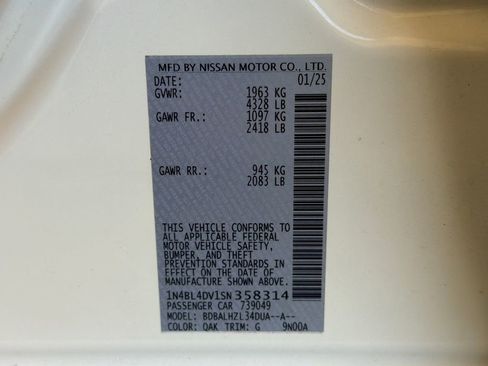 MFD BY NISSAN MOTOR CO., LTD.
DATE: 01/25
GVWR: 1963 KG
4328 LB
GAWR FR.: 1097 KG
2418 LB
GAWR RR.: 945 KG
2083 LB
THIS VEHICLE CONFORMS TO
ALL APPLICABLE FEDERAL
MOTOR VEHICLE SAFETY,
BUMPER, AND THEFT
PREVENTION STANDARDS IN
EFFECT ON THE DATE OF
MANUFACTURE SHOWN ABOVE.
1N4BL4DV1SN358314
PASSENGER CAR 739049
MODEL: BDBALHZL34DUA--A--
COLOR: QAK TRIM: G 9N00A